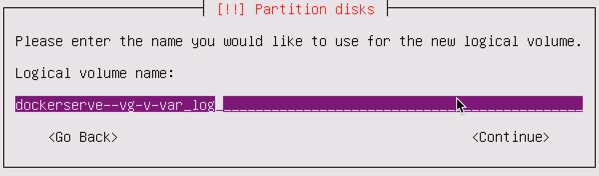 [!!] Partition disks
Please enter the name you would like to use for the new logical volume.
Logical volume name:
dockerserve--vg-v-var_log
<Go Back> <Continue>